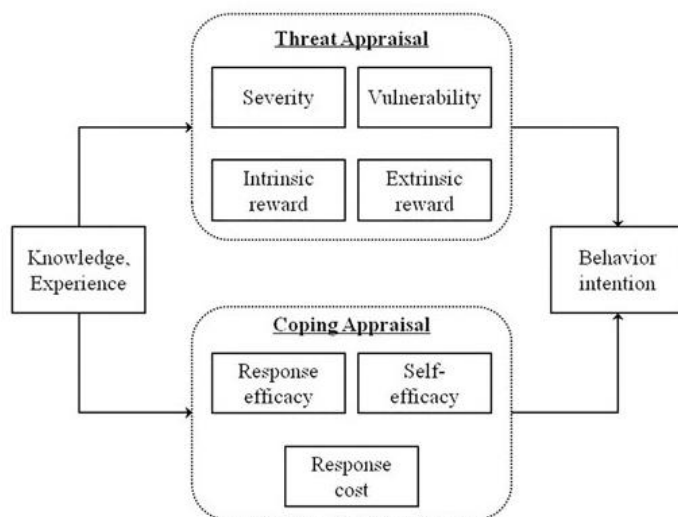 Threat Appraisal
Severity
Vulnerability
Intrinsic
reward
Extrinsic
reward
Knowledge、
Experience
Behavior
intention
Coping Appraisal
Response
efficacy
Self-
efficacy
Response
cost